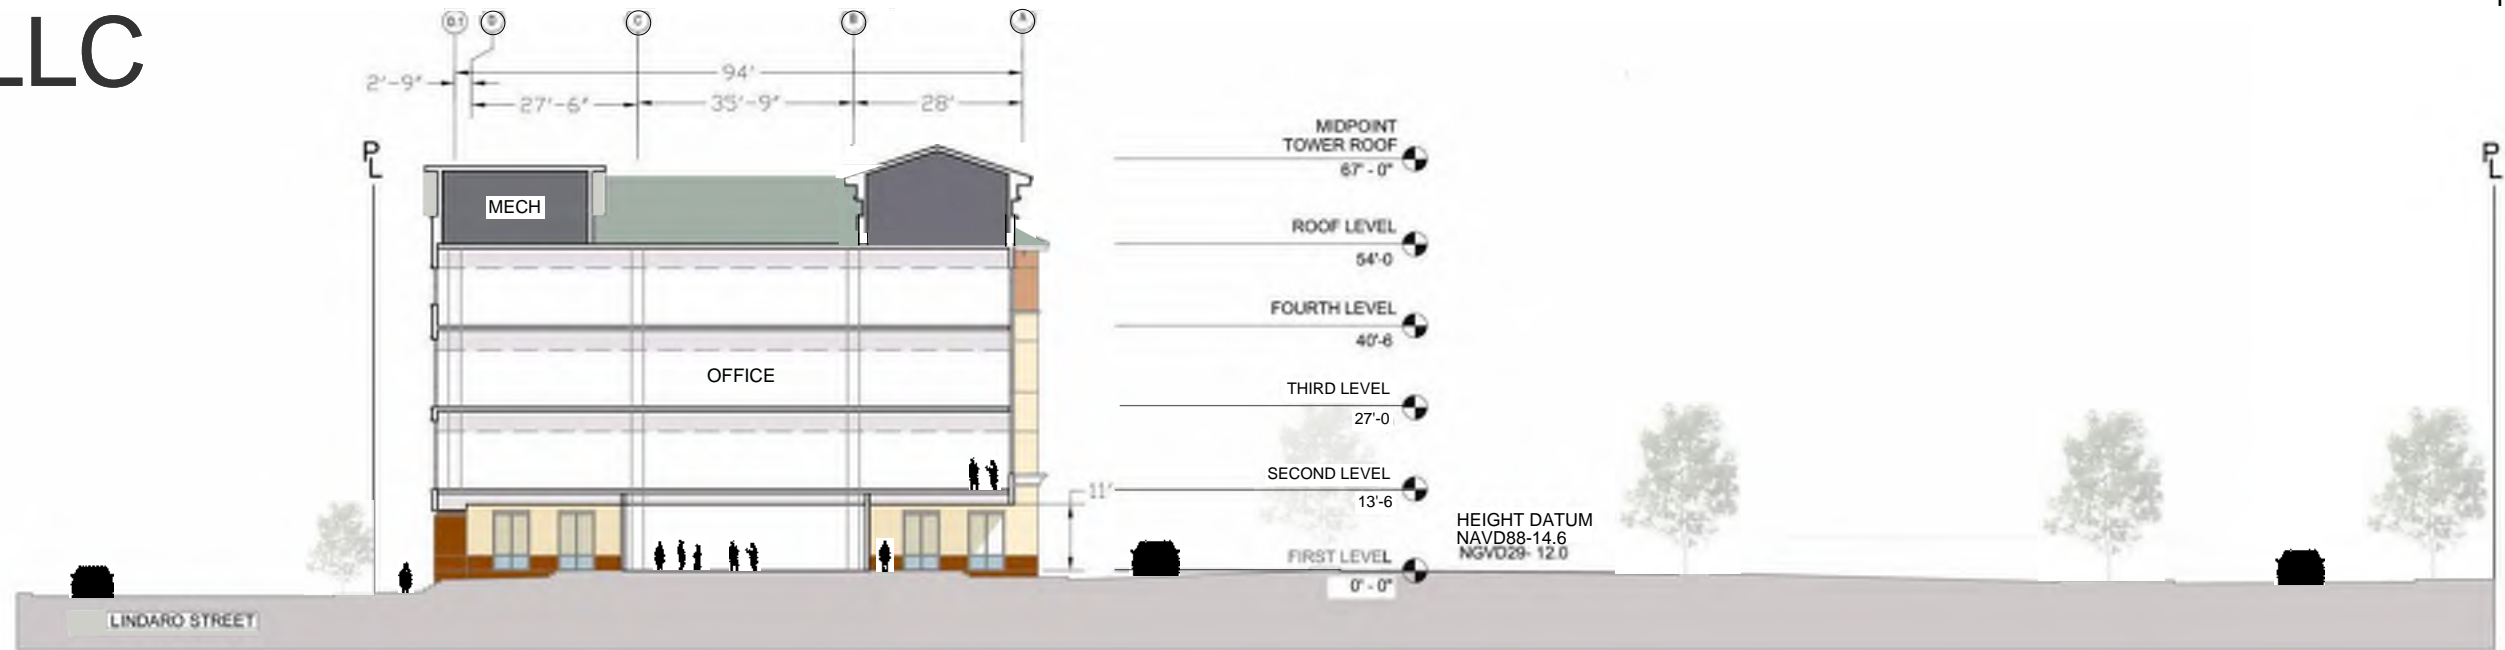 LLC
D.1 D C B A
94'
2'-9"
27'-6" 35'-9" 28'
MIDPOINT
TOWER ROOF
67' - 0"
PL
PL
MECH
ROOF LEVEL
54'-0
FOURTH LEVEL
40'-6
OFFICE
THIRD LEVEL
27'-0
SECOND LEVEL
11'
13'-6
HEIGHT DATUM
NAVD88-14.6
NGVD29- 12.0
FIRST LEVEL
0' - 0"
LINDARO STREET